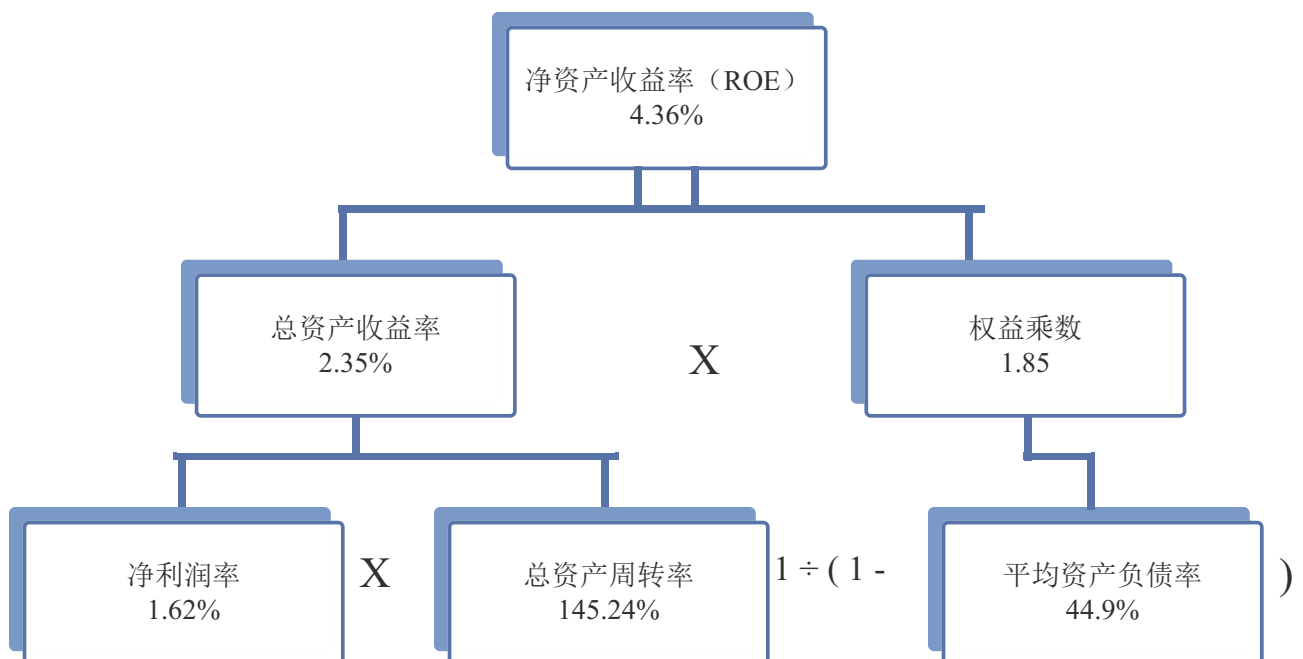 净资产收益率（ROE）
4.36%
总资产收益率
2.35%
X
权益乘数
1.85
净利润率
1.62%
X
总资产周转率
145.24%
1 ÷ ( 1 -
平均资产负债率
44.9%
)